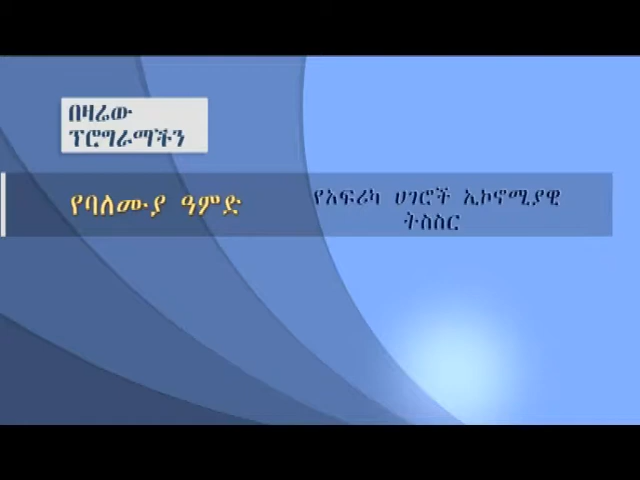 በዛሬው
ፕሮግራማችን
የባለሙያ ዓምድ
የአፍሪካ ሀገሮች ኢኮኖሚያዊ
ትስስር